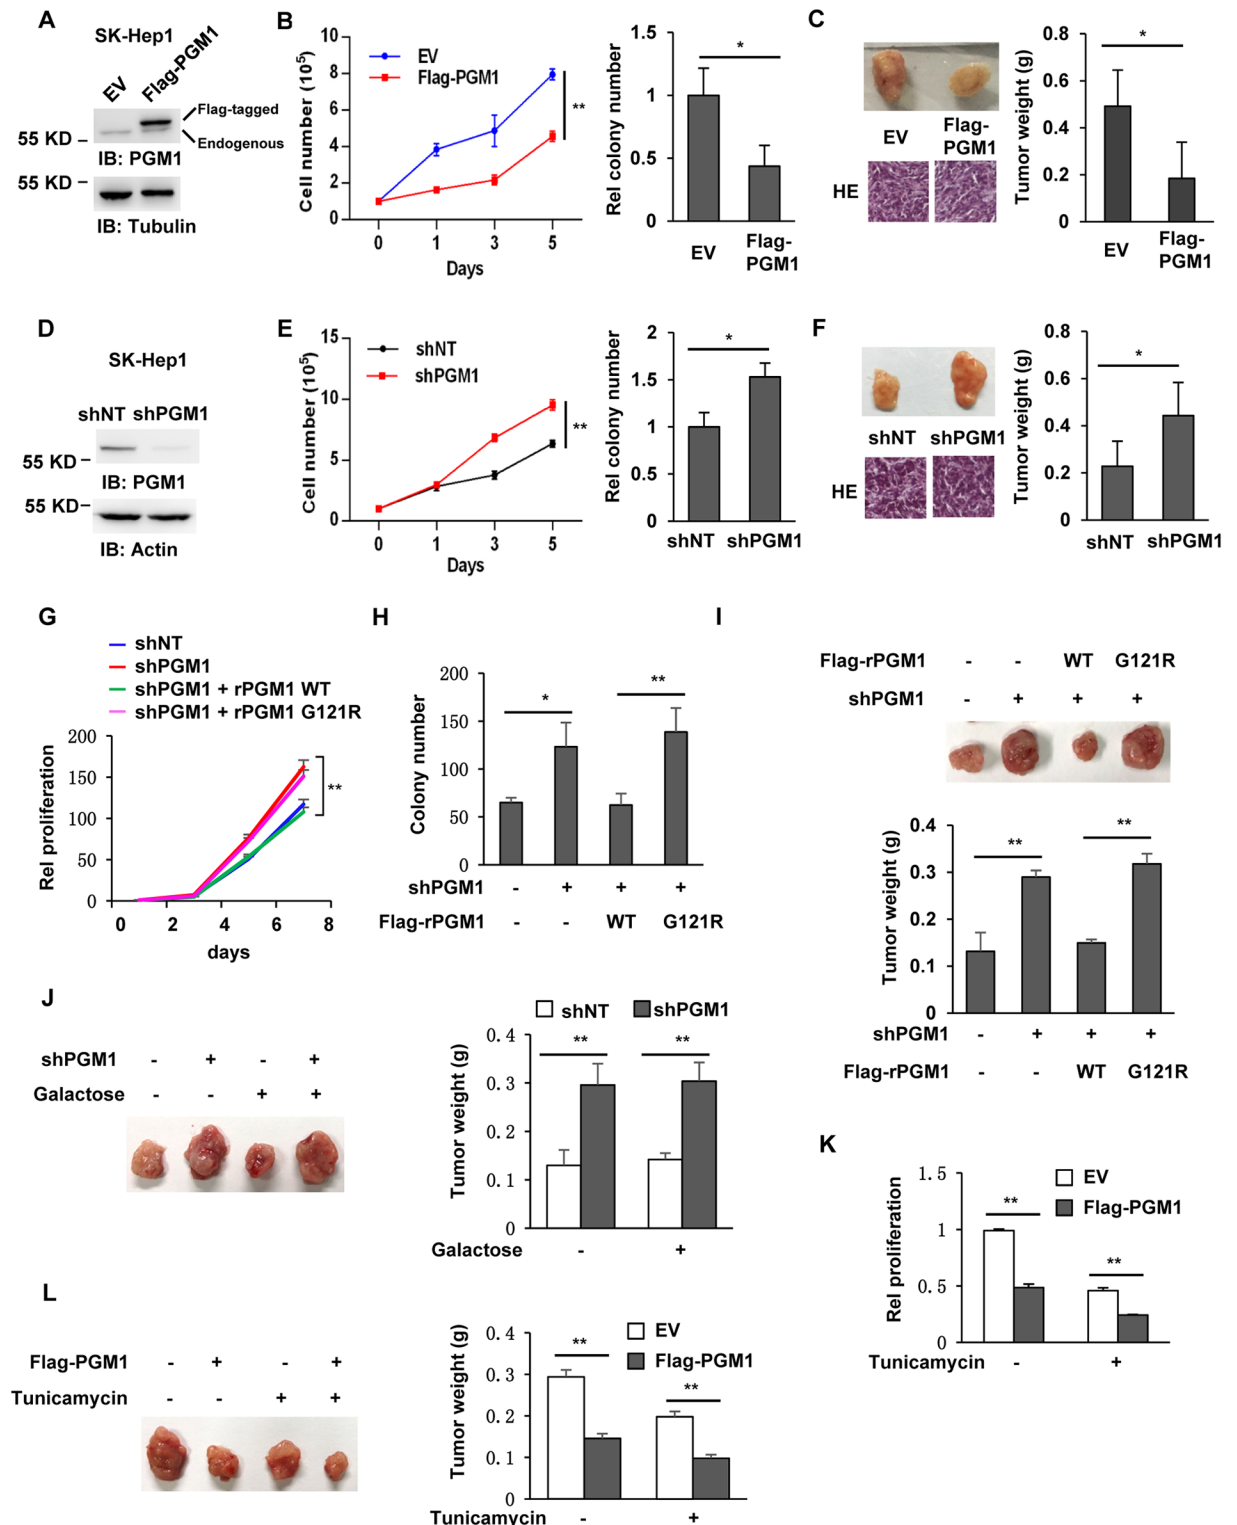 A
SK-Hep1
EV
Flag-PGM1
Flag-tagged
Endogenous
55 KD
IB: PGM1
55 KD
IB: Tubulin
B
10
8
6
4
2
0
Cell number (10⁵)
EV
Flag-PGM1
**
0 1 3 5
Days
1.5
1
0.5
0
Rel colony number
*
EV
Flag-
PGM1
C
EV
Flag-
PGM1
HE
0.8
0.6
0.4
0.2
0
Tumor weight (g)
*
EV
Flag-
PGM1
D
SK-Hep1
shNT shPGM1
55 KD
IB: PGM1
55 KD
IB: Actin
E
15
10
5
0
Cell number (10⁵)
shNT
shPGM1
**
0 1 3 5
Days
2
1.5
1
0.5
0
Rel colony number
*
shNT shPGM1
F
shNT shPGM1
HE
0.8
0.6
0.4
0.2
0
Tumor weight (g)
*
shNT shPGM1
G
shNT
shPGM1
shPGM1 + rPGM1 WT
shPGM1 + rPGM1 G121R
200
150
100
50
0
Rel proliferation
**
0 2 4 6 8
days
H
200
150
100
50
0
Colony number
*
**
shPGM1 - + + +
Flag-rPGM1 - - WT G121R
I
Flag-rPGM1 - - WT G121R
shPGM1 - + + +
0.4
0.3
0.2
0.1
0
Tumor weight (g)
**
**
shPGM1 - + + +
Flag-rPGM1 - - WT G121R
J
shPGM1 - + - +
Galactose - - + +
shNT shPGM1
0.4
0.3
0.2
0.1
0
Tumor weight (g)
**
**
Galactose - +
K
1.5
1
0.5
0
Rel proliferation
EV
Flag-PGM1
**
**
Tunicamycin - +
L
Flag-PGM1 - + - +
Tunicamycin - - + +
0.4
0.3
0.2
0.1
0
Tumor weight (g)
EV
Flag-PGM1
**
**
Tunicamycin - +